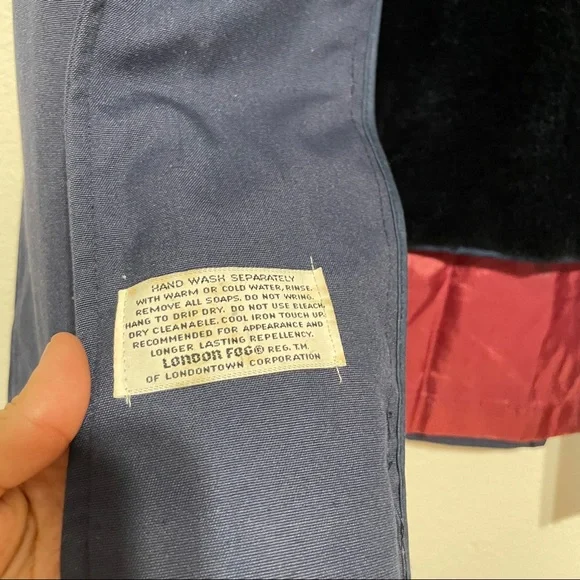 HAND WASH SEPARATELY
WITH WARM OR COLD WATER, RINSE.
REMOVE ALL SOAPS. DO NOT WRING.
HANG TO DRIP DRY. DO NOT USE BLEACH.
DRY CLEANABLE. COOL IRON TOUCH UP.
RECOMMENDED FOR APPEARANCE AND
LONGER LASTING REPELLENCY.
LONDON FOG® REG. T.M.
OF LONDONTOWN CORPORATION